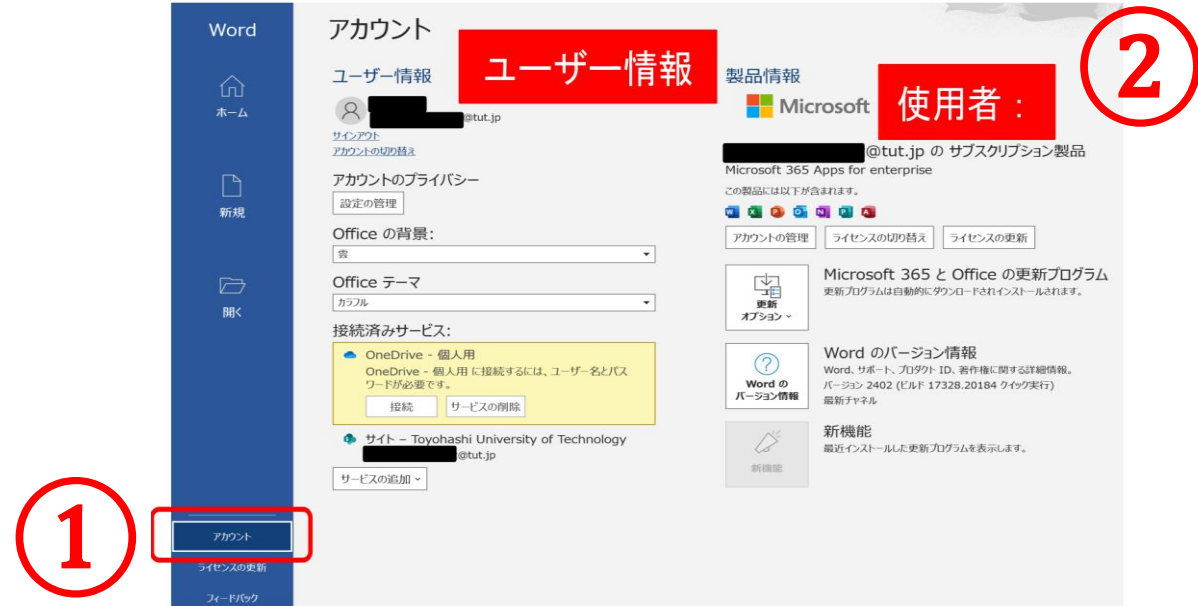 Word
ホーム
新規
開く
①
アカウント
ライセンスの更新
フィードバック
アカウント
ユーザー情報
ユーザー情報
@tut.jp
サインアウト
アカウントの切り替え
アカウントのプライバシー
設定の管理
Office の背景:
雲
Office テーマ
カラフル
接続済みサービス:
OneDrive - 個人用
OneDrive - 個人用 に接続するには、ユーザー名とパス
ワードが必要です。
接続 サービスの削除
サイト – Toyohashi University of Technology
@tut.jp
サービスの追加
②
製品情報
Microsoft
使用者：
@tut.jp の サブスクリプション製品
Microsoft 365 Apps for enterprise
この製品には以下が含まれます。
アカウントの管理 ライセンスの切り替え ライセンスの更新
更新
オプション
Microsoft 365 と Office の更新プログラム
更新プログラムは自動的にダウンロードされインストールされます。
Word の
バージョン情報
Word のバージョン情報
Word、サポート、プロダクト ID、著作権に関する詳細情報。
バージョン 2402 (ビルド 17328.20184 クイック実行)
最新チャネル
新機能
新機能
最近インストールした更新プログラムを表示します。